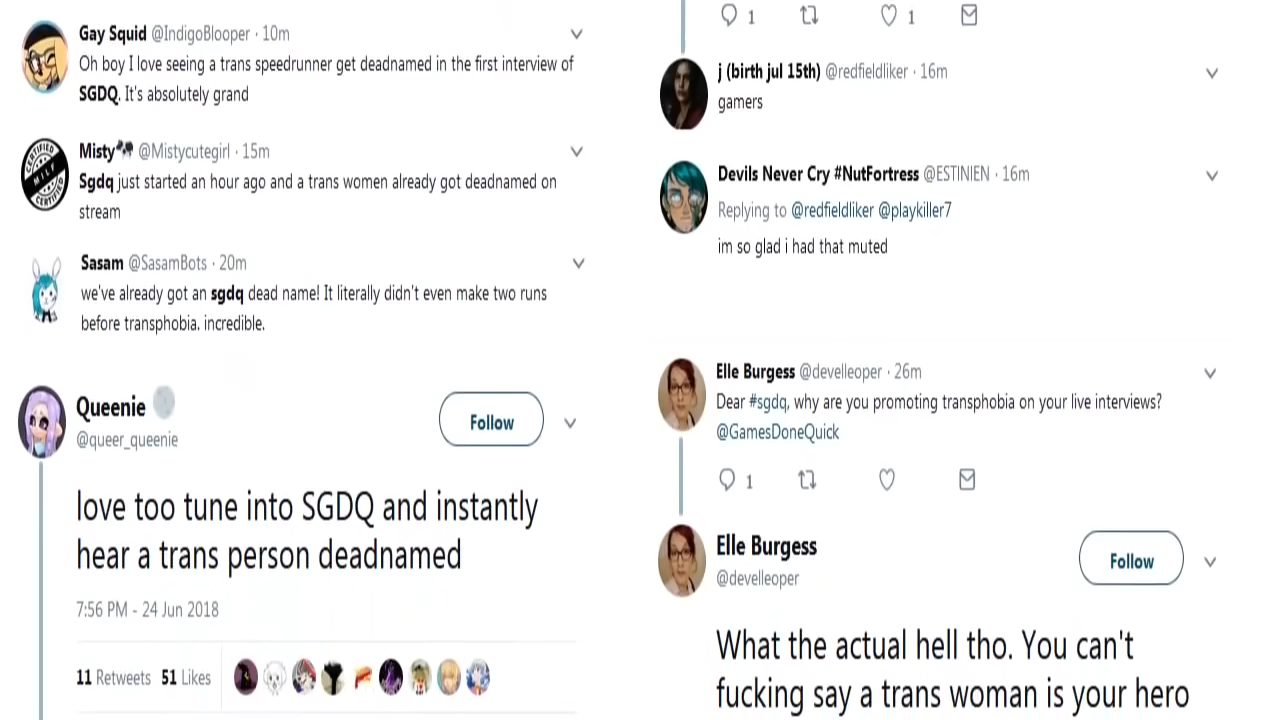 Gay Squid @IndigoBlooper · 10m
Oh boy I love seeing a trans speedrunner get deadnamed in the first interview of
SGDQ. It's absolutely grand
Misty @Mistycutegirl · 15m
Sgdq just started an hour ago and a trans women already got deadnamed on
stream
CERTIFIED MILF CERTIFIED
Sasam @SasamBots · 20m
we've already got an sgdq dead name! It literally didn't even make two runs
before transphobia. incredible.
Queenie
@queer_queenie
Follow
love too tune into SGDQ and instantly
hear a trans person deadnamed
7:56 PM - 24 Jun 2018
11 Retweets 51 Likes
1 1
j (birth jul 15th) @redfieldliker · 16m
gamers
Devils Never Cry #NutFortress @ESTINIEN · 16m
Replying to @redfieldliker @playkiller7
im so glad i had that muted
Elle Burgess @develleoper · 26m
Dear #sgdq, why are you promoting transphobia on your live interviews?
@GamesDoneQuick
1
Elle Burgess
@develleoper
Follow
What the actual hell tho. You can't
fucking say a trans woman is your hero